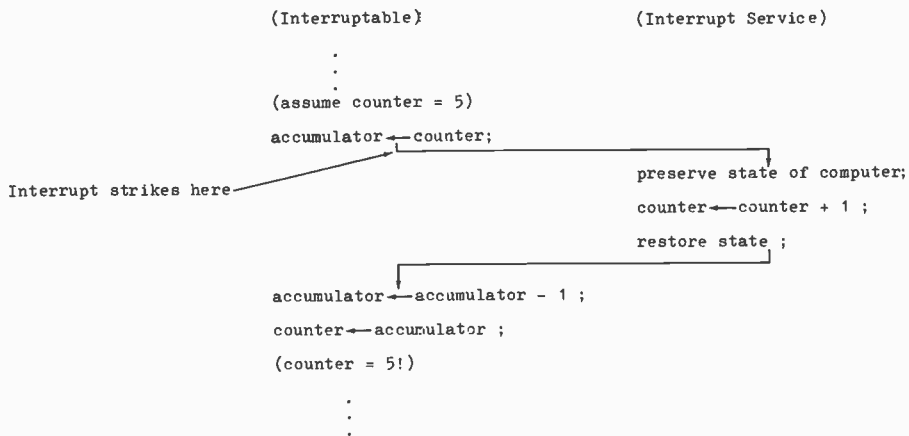 (Interruptable) (Interrupt Service)
.
.
.
(assume counter = 5)
accumulator ← counter;
Interrupt strikes here
preserve state of computer;
counter ← counter + 1 ;
restore state ;
accumulator ← accumulator - 1 ;
counter ← accumulator ;
(counter = 5!)
.
.
.